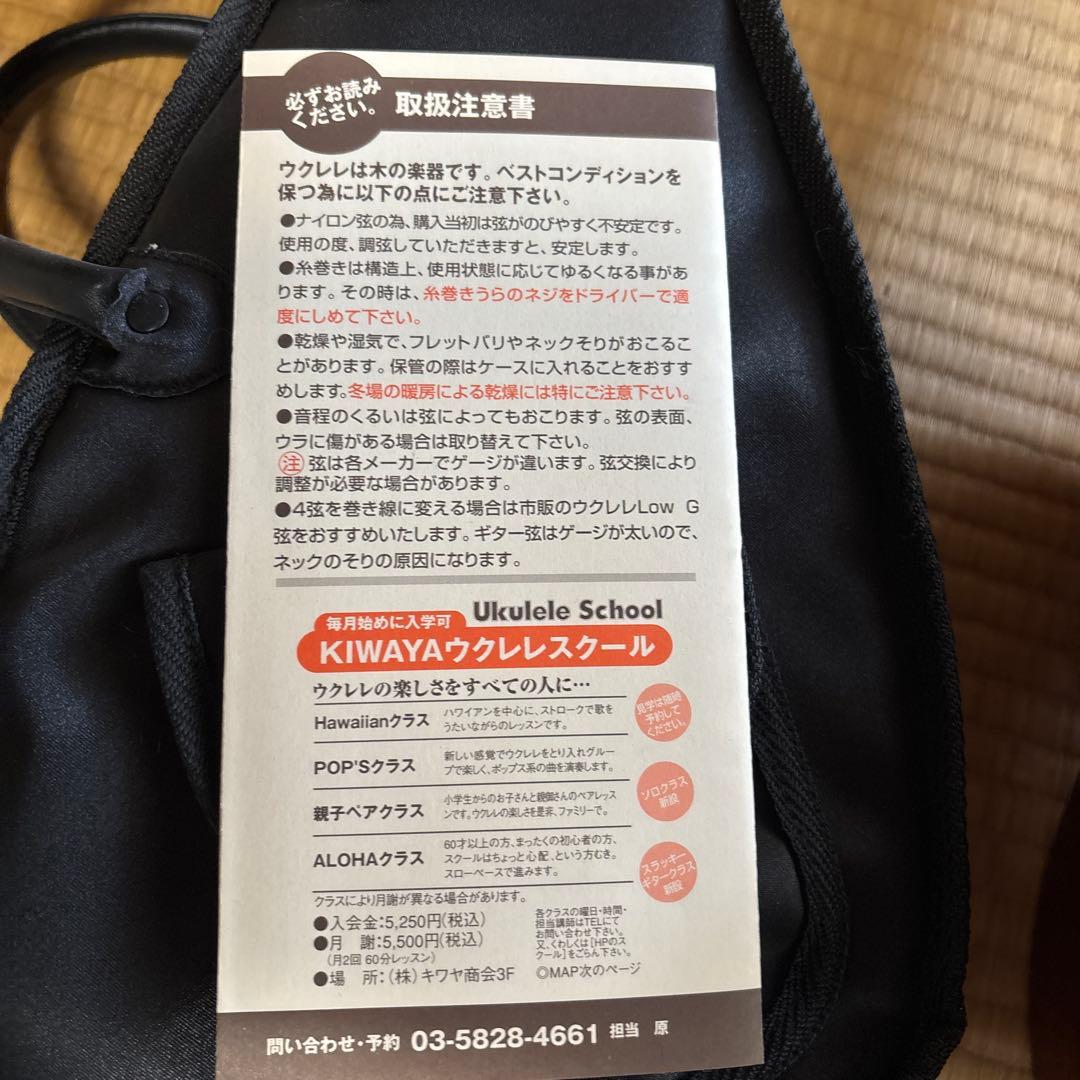 必ずお読み
ください。
取扱注意書
ウクレレは木の楽器です。ベストコンディションを
保つ為に以下の点にご注意下さい。
●ナイロン弦の為、購入当初は弦がのびやすく不安定です。
使用の度、調弦していただきますと、安定します。
●糸巻きは構造上、使用状態に応じてゆるくなる事があ
ります。その時は、糸巻きうらのネジをドライバーで適
度にしめて下さい。
●乾燥や湿気で、フレットバリやネックそりがおこるこ
とがあります。保管の際はケースに入れることをおすす
めします。冬場の暖房による乾燥には特にご注意下さい。
●音程のくるいは弦によってもおこります。弦の表面、
ウラに傷がある場合は取り替えて下さい。
注 弦は各メーカーでゲージが違います。弦交換により
調整が必要な場合があります。
●4弦を巻き線に変える場合は市販のウクレレLow G
弦をおすすめいたします。ギター弦はゲージが太いので、
ネックのそりの原因になります。
毎月始めに入学可
Ukulele School
KIWAYAウクレレスクール
ウクレレの楽しさをすべての人に…
見学は随時
予約して
ください。
Hawaiianクラス
ハワイアンを中心に、ストロークで歌を
うたいながらのレッスンです。
POP'Sクラス
新しい感覚でウクレレをとり入れグルー
プで楽しく、ポップス系の曲を演奏します。
ソロクラス
新設
親子ペアクラス
小学生からのお子さんと親御さんのペアレッス
ンです。ウクレレの楽しさを是非、ファミリーで。
ALOHAクラス
60才以上の方、まったくの初心者の方、
スクールはちょっと心配、という方むき。
スローペースで進みます。
スラッキー
ギタークラス
新設
クラスにより月謝が異なる場合があります。
●入会金:5,250円(税込)
●月 謝:5,500円(税込)
(月2回 60分レッスン)
●場 所:(株)キワヤ商会3F
各クラスの曜日・時間・
担当講師はTELにて
お問い合わせ下さい。
又、くわしくは[HPのス
クール]をごらん下さい。
◎MAP次のページ
問い合わせ・予約 03-5828-4661 担当 原